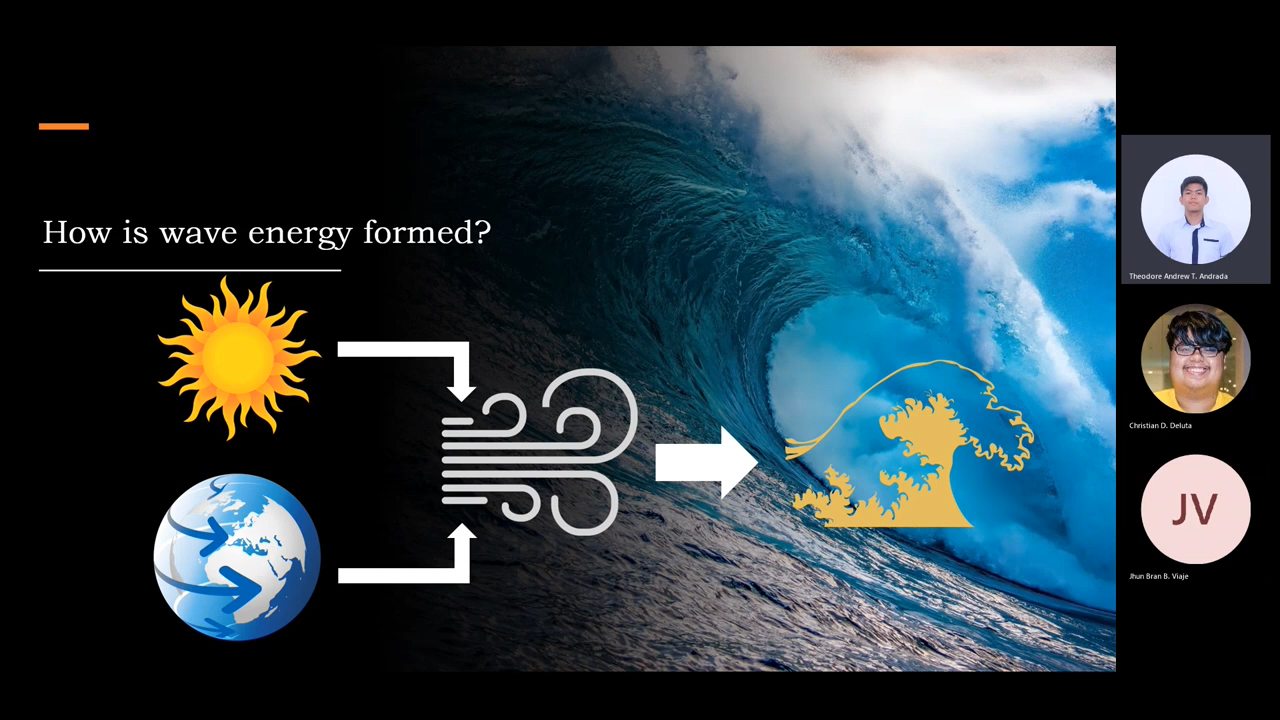 How is wave energy formed?
Theodore Andrew T. Andrada
Christian D. Deluta
JV
Jhun Bran B. Viaje